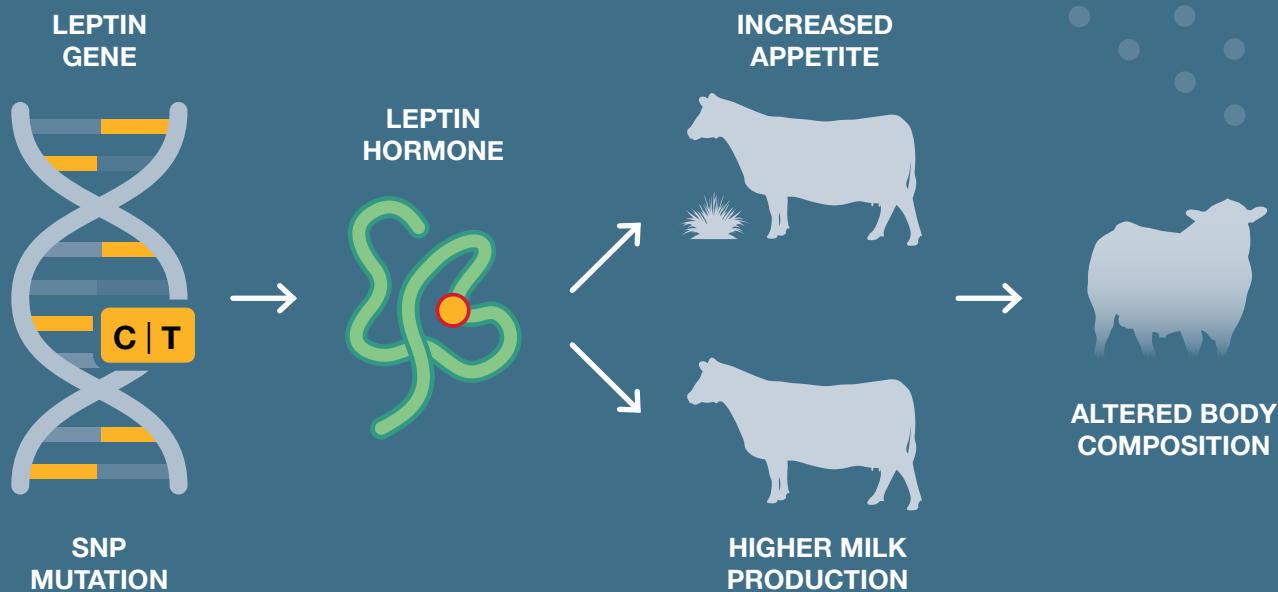 LEPTIN
GENE
C | T
SNP
MUTATION
LEPTIN
HORMONE
INCREASED
APPETITE
HIGHER MILK
PRODUCTION
ALTERED BODY
COMPOSITION